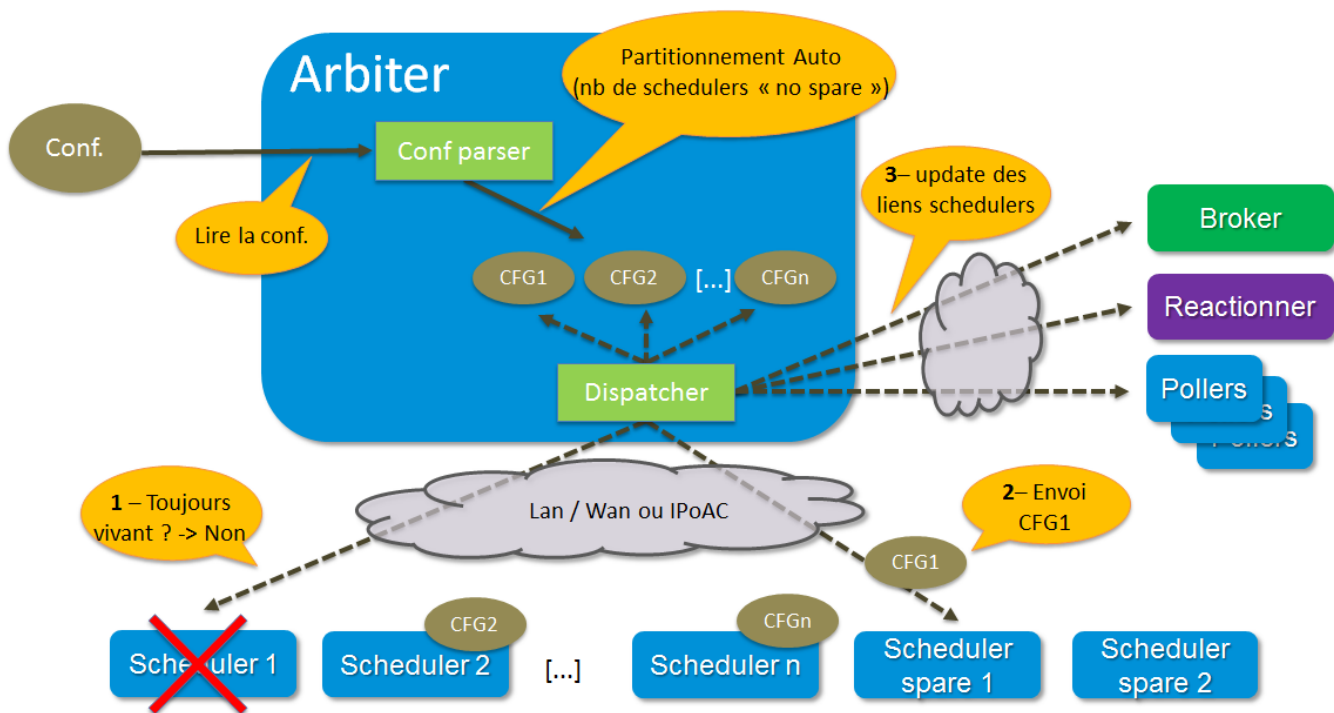 Arbiter
Partitionnement Auto
(nb de schedulers « no spare »)
Conf.
Conf parser
Lire la conf.
3– update des
liens schedulers
Broker
CFG1
CFG2
[...]
CFGn
Reactionner
Dispatcher
Pollers
s
Pollers
1 – Toujours
vivant ? -> Non
Lan / Wan ou IPoAC
2– Envoi
CFG1
CFG1
CFG2
CFGn
Scheduler 1
Scheduler 2
[...]
Scheduler n
Scheduler
spare 1
Scheduler
spare 2